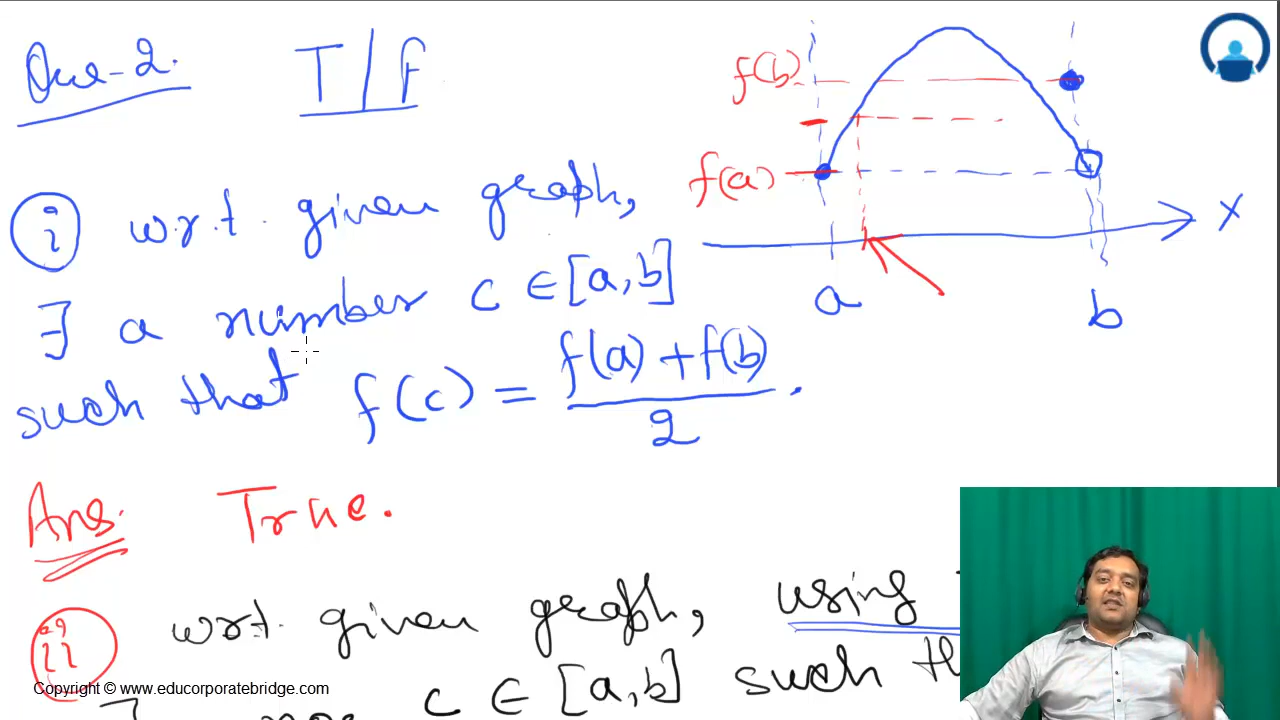 Que-2. T/F
(i) w.r.t. given graph,
∃ a number c ∈ [a,b]
such that f(c) = f(a) + f(b) / 2 .
f(b)
f(a)
a
b
X
Ans. True.
(ii) wrt given graph, using
c ∈ [a,b] such th
Copyright © www.educorporatebridge.com